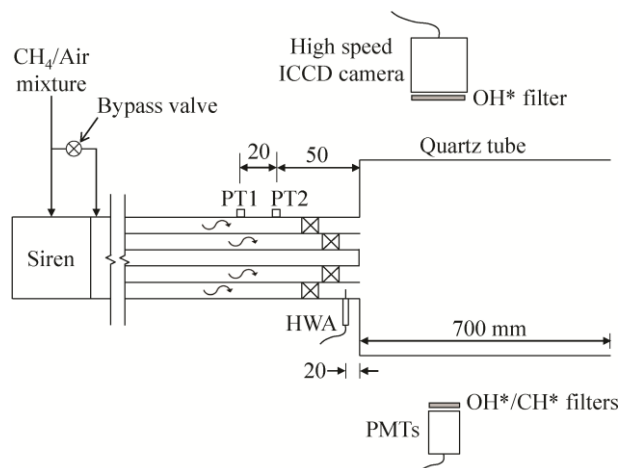 CH₄/Air
mixture
Bypass valve
High speed
ICCD camera
OH* filter
20
50
Quartz tube
PT1
PT2
Siren
HWA
700 mm
20
OH*/CH* filters
PMTs